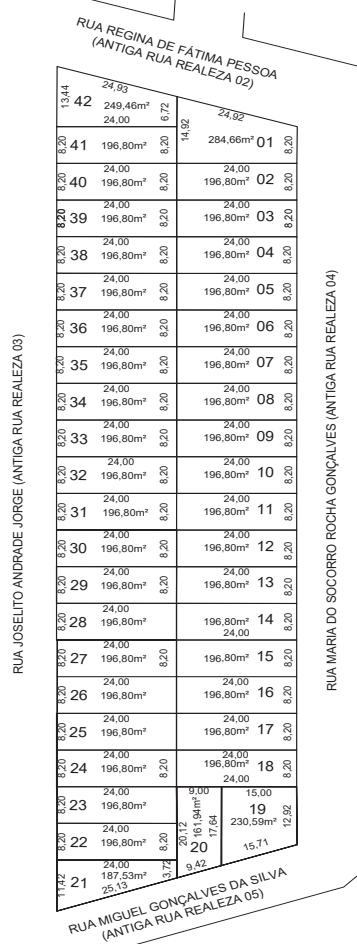 RUA REGINA DE FÁTIMA PESSOA
(ANTIGA RUA REALEZA 02)
RUA JOSELITO ANDRADE JORGE (ANTIGA RUA REALEZA 03)
13,44 42 24,93 249,46m² 24,00 6,72
14,92 24,92 284,66m² 01 8,20
8,20 41 196,80m² 8,20
8,20 40 24,00 196,80m² 8,20
24,00 196,80m² 02 8,20
8,20 39 24,00 196,80m² 8,20
24,00 196,80m² 03 8,20
8,20 38 24,00 196,80m² 8,20
24,00 196,80m² 04 8,20
8,20 37 24,00 196,80m² 8,20
24,00 196,80m² 05 8,20
8,20 36 24,00 196,80m² 8,20
24,00 196,80m² 06 8,20
8,20 35 24,00 196,80m² 8,20
24,00 196,80m² 07 8,20
8,20 34 24,00 196,80m² 8,20
24,00 196,80m² 08 8,20
8,20 33 24,00 196,80m² 8,20
24,00 196,80m² 09 8,20
8,20 32 24,00 196,80m² 8,20
24,00 196,80m² 10 8,20
8,20 31 24,00 196,80m² 8,20
24,00 196,80m² 11 8,20
8,20 30 24,00 196,80m² 8,20
24,00 196,80m² 12 8,20
8,20 29 24,00 196,80m² 8,20
24,00 196,80m² 13 8,20
8,20 28 24,00 196,80m²
196,80m² 14 24,00 8,20
8,20 27 24,00 196,80m² 8,20
196,80m² 15 8,20
8,20 26 24,00 196,80m²
24,00 196,80m² 16 8,20
8,20 25 24,00 196,80m²
24,00 196,80m² 17 8,20
8,20 24 24,00 196,80m² 8,20
24,00 196,80m² 18 24,00 8,20
8,20 23 24,00 196,80m²
8,20 22 24,00 196,80m² 8,20
11,42 21 24,00 187,53m² 25,13 3,72
9,00 20,12 161,94m² 17,64 20 9,42
15,00 19 230,59m² 12,92 15,71
RUA MARIA DO SOCORRO ROCHA GONÇALVES (ANTIGA RUA REALEZA 04)
RUA MIGUEL GONÇALVES DA SILVA
(ANTIGA RUA REALEZA 05)